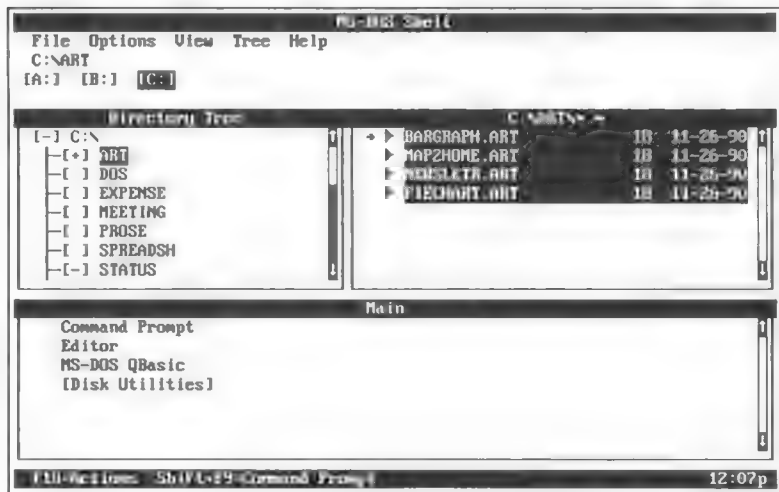 MS-DOS Shell
File Options View Tree Help
C:\ART
[A:] [B:] [C:]
Directory Tree
[-] C:\
[+] ART
[ ] DOS
[ ] EXPENSE
[ ] MEETING
[ ] PROSE
[ ] SPREADSH
[-] STATUS
C:\ART\*.*
BARGRAPH.ART 18 11-26-90
MAP2HOME.ART 18 11-26-90
NEWSLETR.ART 18 11-26-90
PIECHART.ART 18 11-26-90
Main
Command Prompt
Editor
MS-DOS QBasic
[Disk Utilities]
F10=Actions Shift+F9=Command Prompt 12:07p